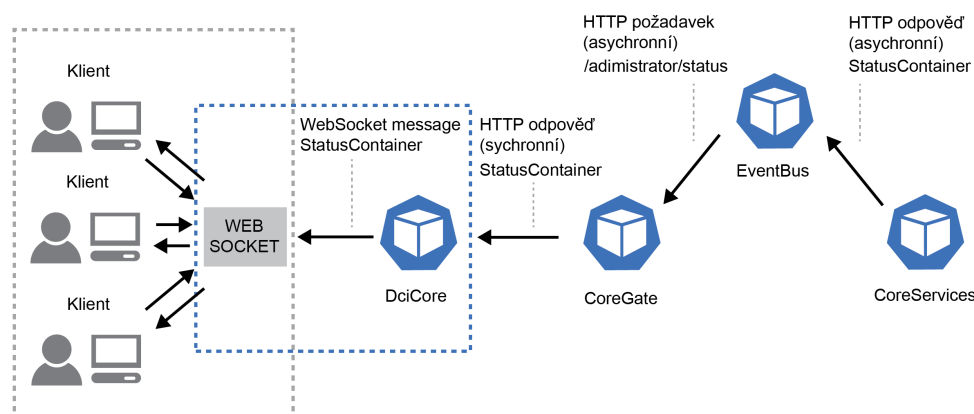 HTTP požadavek
(asychronní)
/adimistrator/status
HTTP odpověď
(asychronní)
StatusContainer
Klient
WebSocket message
StatusContainer
HTTP odpověď
(sychronní)
StatusContainer
EventBus
Klient
WEB
SOCKET
DciCore
CoreGate
CoreServices
Klient